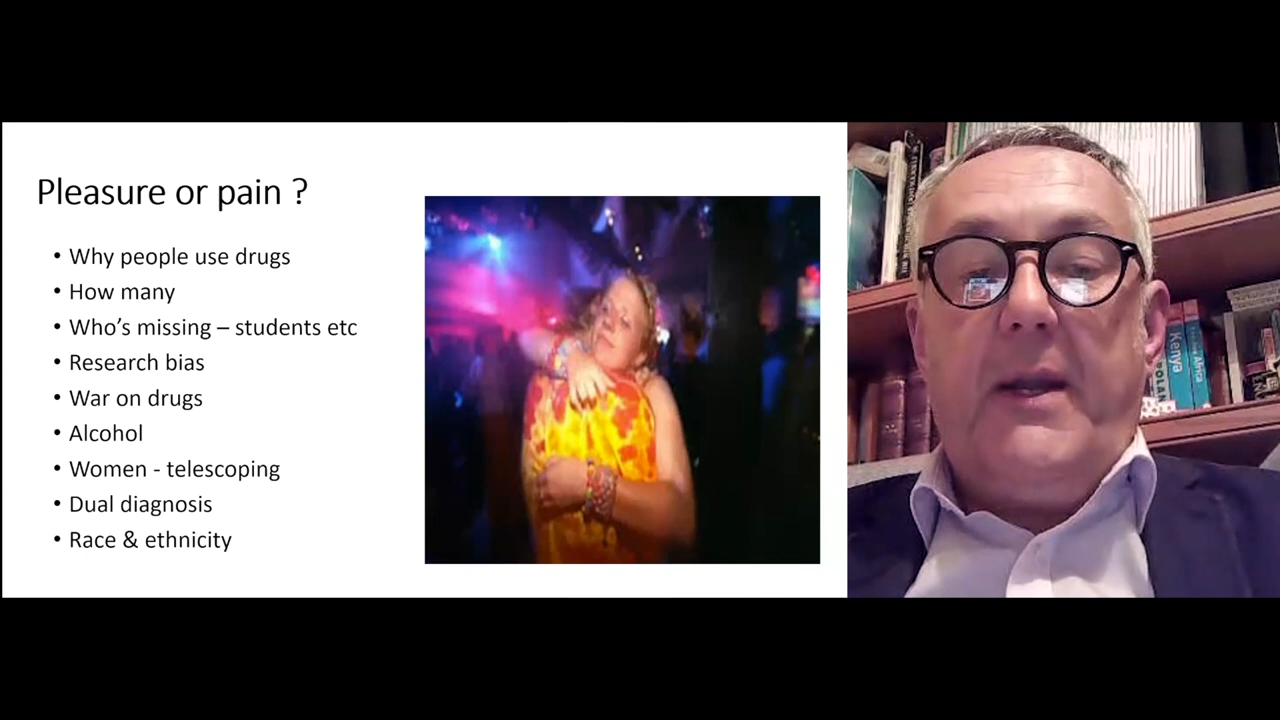 Pleasure or pain ?
• Why people use drugs
• How many
• Who's missing – students etc
• Research bias
• War on drugs
• Alcohol
• Women - telescoping
• Dual diagnosis
• Race & ethnicity
Kenya
Africa